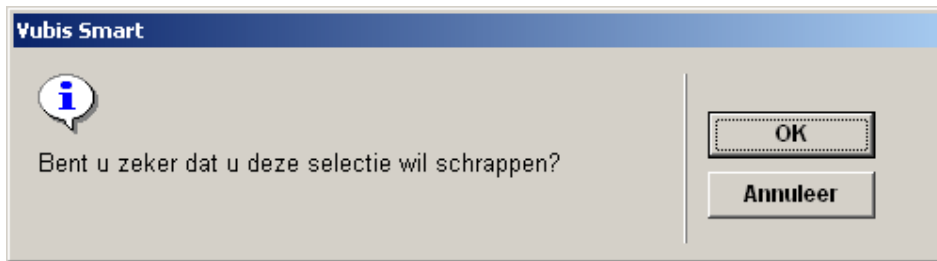 Vubis Smart
Bent u zeker dat u deze selectie wil schrappen?
OK
Annuleer